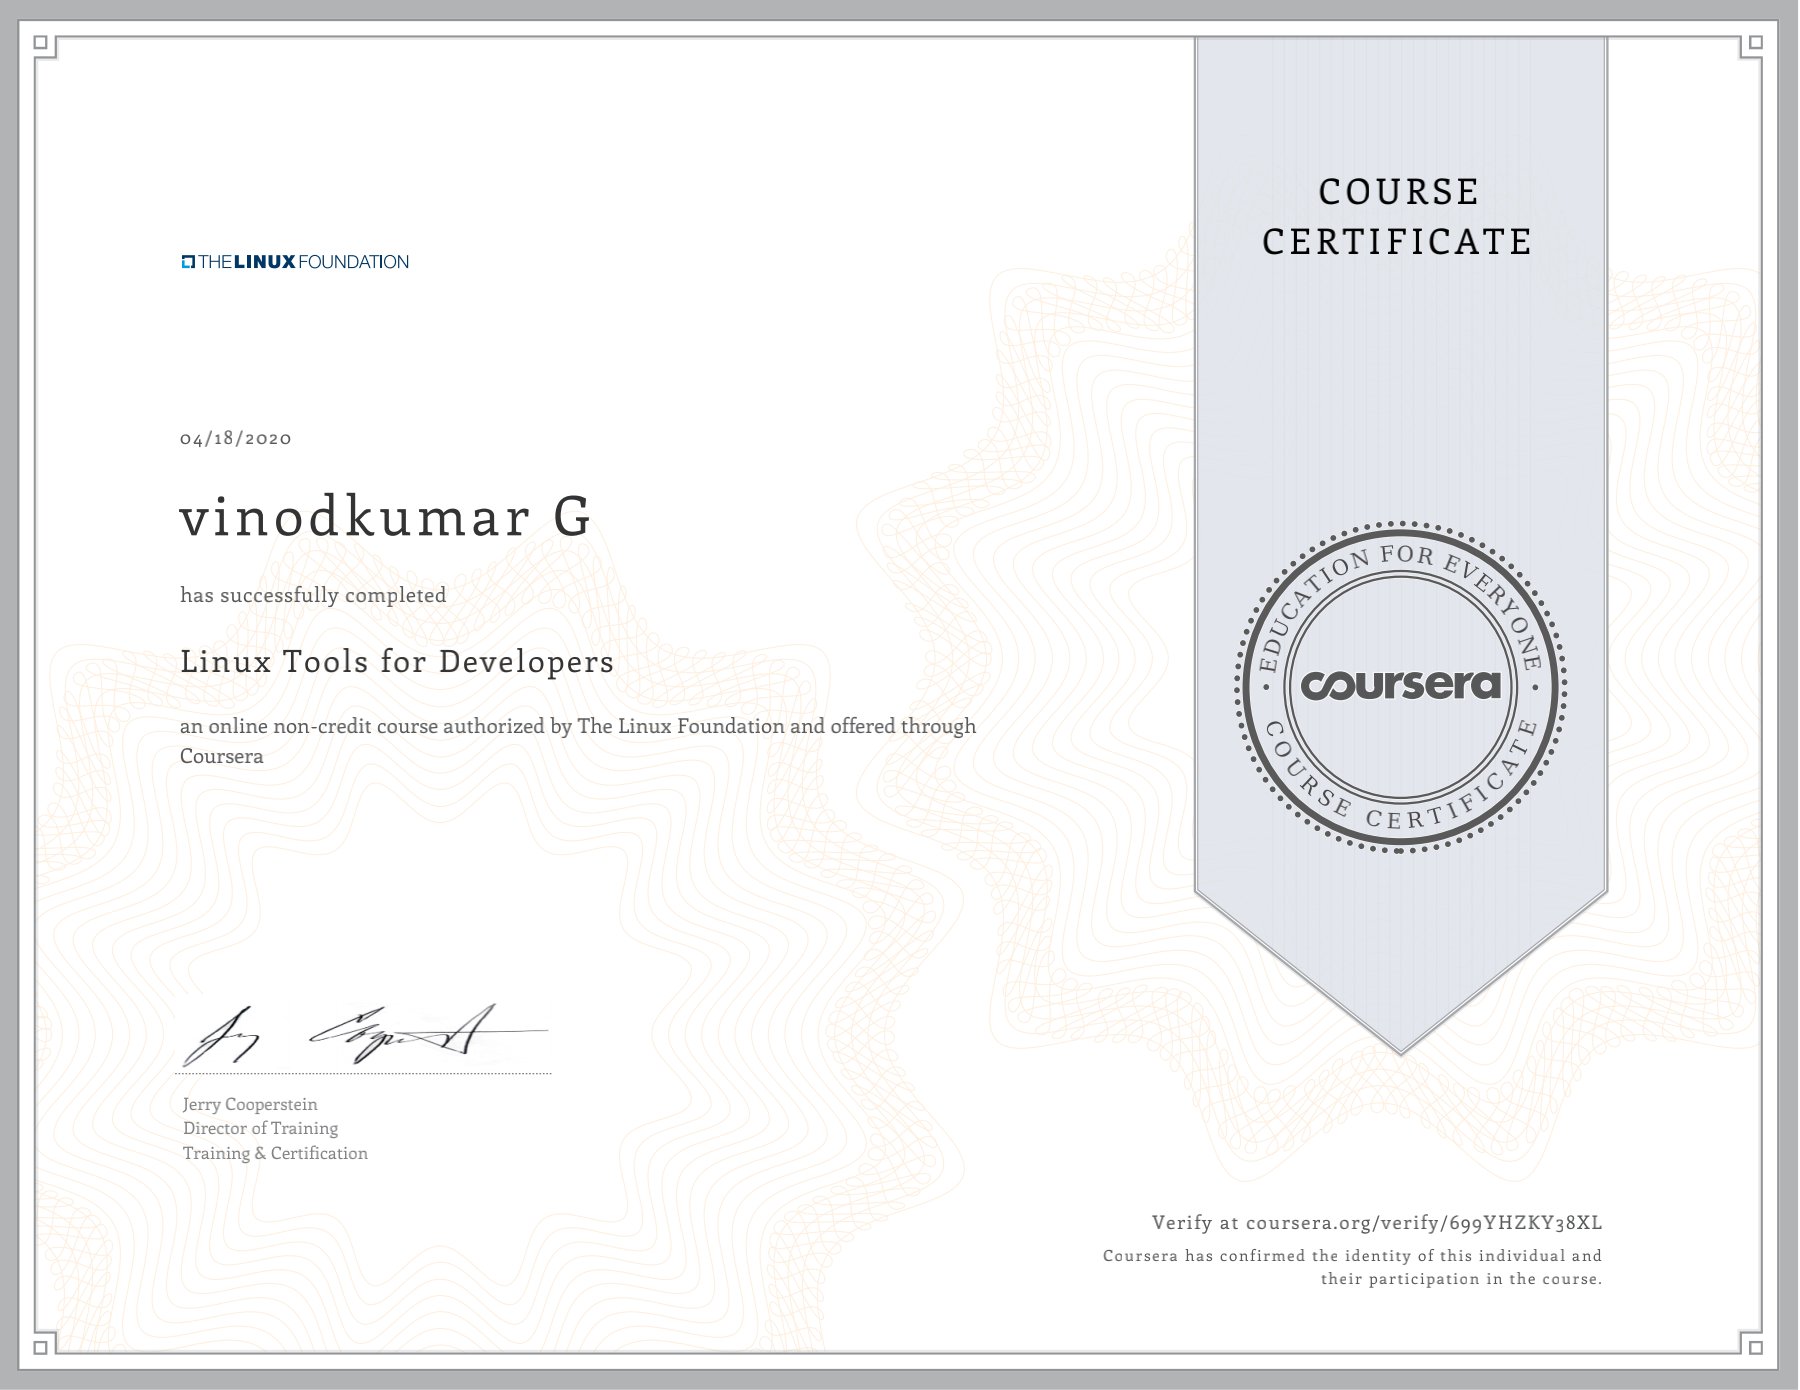 COURSE
CERTIFICATE
THE LINUX FOUNDATION
04/18/2020
vinodkumar G
has successfully completed
Linux Tools for Developers
an online non-credit course authorized by The Linux Foundation and offered through
Coursera
EDUCATION FOR EVERYONE
coursera
COURSE CERTIFICATE
Jerry Cooperstein
Director of Training
Training & Certification
Verify at coursera.org/verify/699YHZKY38XL
Coursera has confirmed the identity of this individual and
their participation in the course.